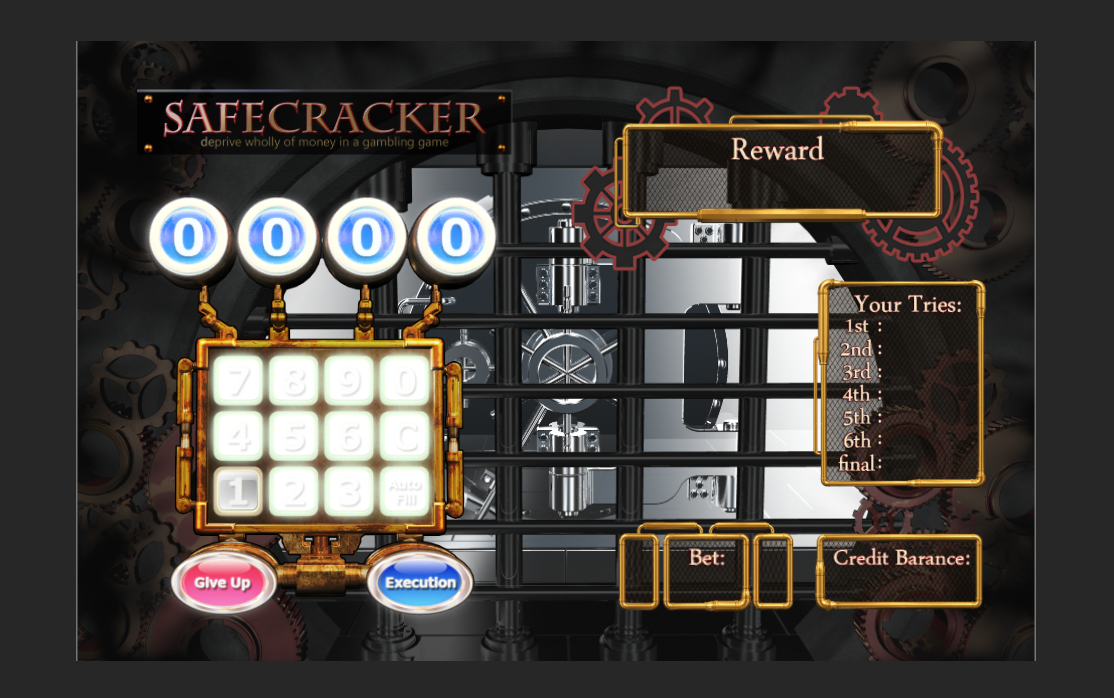 SAFECRACKER
deprive wholly of money in a gambling game
Reward
0 0 0 0
Your Tries:
1st :
2nd :
3rd :
4th :
5th :
6th :
final:
7 8 9 0
4 5 6 C
1 2 3 Auto Fill
Give Up
Execution
Bet:
Credit Barance: